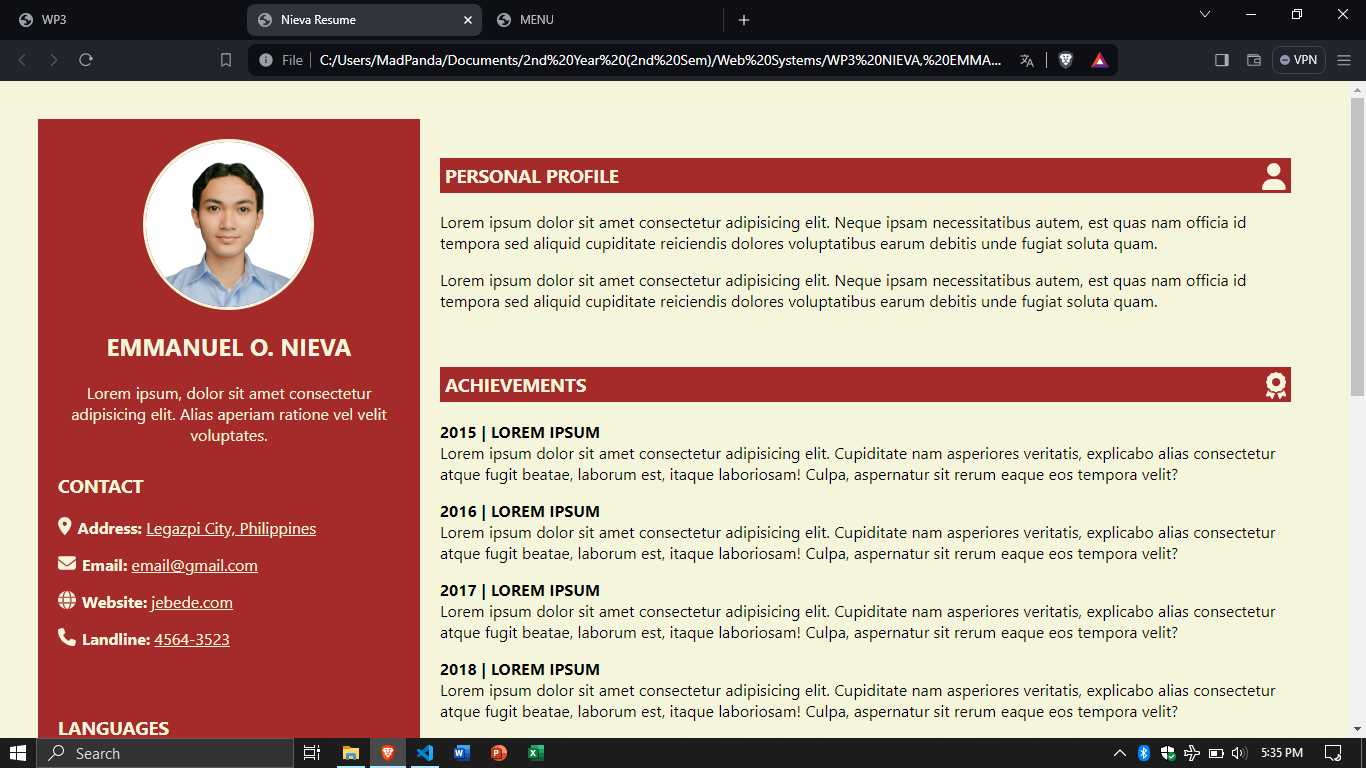 WP3
Nieva Resume
MENU
File
C:/Users/MadPanda/Documents/2nd%20Year%20(2nd%20Sem)/Web%20Systems/WP3%20NIEVA,%20EMMA...
VPN
EMMANUEL O. NIEVA
Lorem ipsum, dolor sit amet consectetur
adipisicing elit. Alias aperiam ratione vel velit
voluptates.
CONTACT
Address: Legazpi City, Philippines
Email: email@gmail.com
Website: jebede.com
Landline: 4564-3523
LANGUAGES
PERSONAL PROFILE
Lorem ipsum dolor sit amet consectetur adipisicing elit. Neque ipsam necessitatibus autem, est quas nam officia id
tempora sed aliquid cupiditate reiciendis dolores voluptatibus earum debitis unde fugiat soluta quam.
Lorem ipsum dolor sit amet consectetur adipisicing elit. Neque ipsam necessitatibus autem, est quas nam officia id
tempora sed aliquid cupiditate reiciendis dolores voluptatibus earum debitis unde fugiat soluta quam.
ACHIEVEMENTS
2015 | LOREM IPSUM
Lorem ipsum dolor sit amet consectetur adipisicing elit. Cupiditate nam asperiores veritatis, explicabo alias consectetur
atque fugit beatae, laborum est, itaque laboriosam! Culpa, aspernatur sit rerum eaque eos tempora velit?
2016 | LOREM IPSUM
Lorem ipsum dolor sit amet consectetur adipisicing elit. Cupiditate nam asperiores veritatis, explicabo alias consectetur
atque fugit beatae, laborum est, itaque laboriosam! Culpa, aspernatur sit rerum eaque eos tempora velit?
2017 | LOREM IPSUM
Lorem ipsum dolor sit amet consectetur adipisicing elit. Cupiditate nam asperiores veritatis, explicabo alias consectetur
atque fugit beatae, laborum est, itaque laboriosam! Culpa, aspernatur sit rerum eaque eos tempora velit?
2018 | LOREM IPSUM
Lorem ipsum dolor sit amet consectetur adipisicing elit. Cupiditate nam asperiores veritatis, explicabo alias consectetur
atque fugit beatae, laborum est, itaque laboriosam! Culpa, aspernatur sit rerum eaque eos tempora velit?
Search
5:35 PM